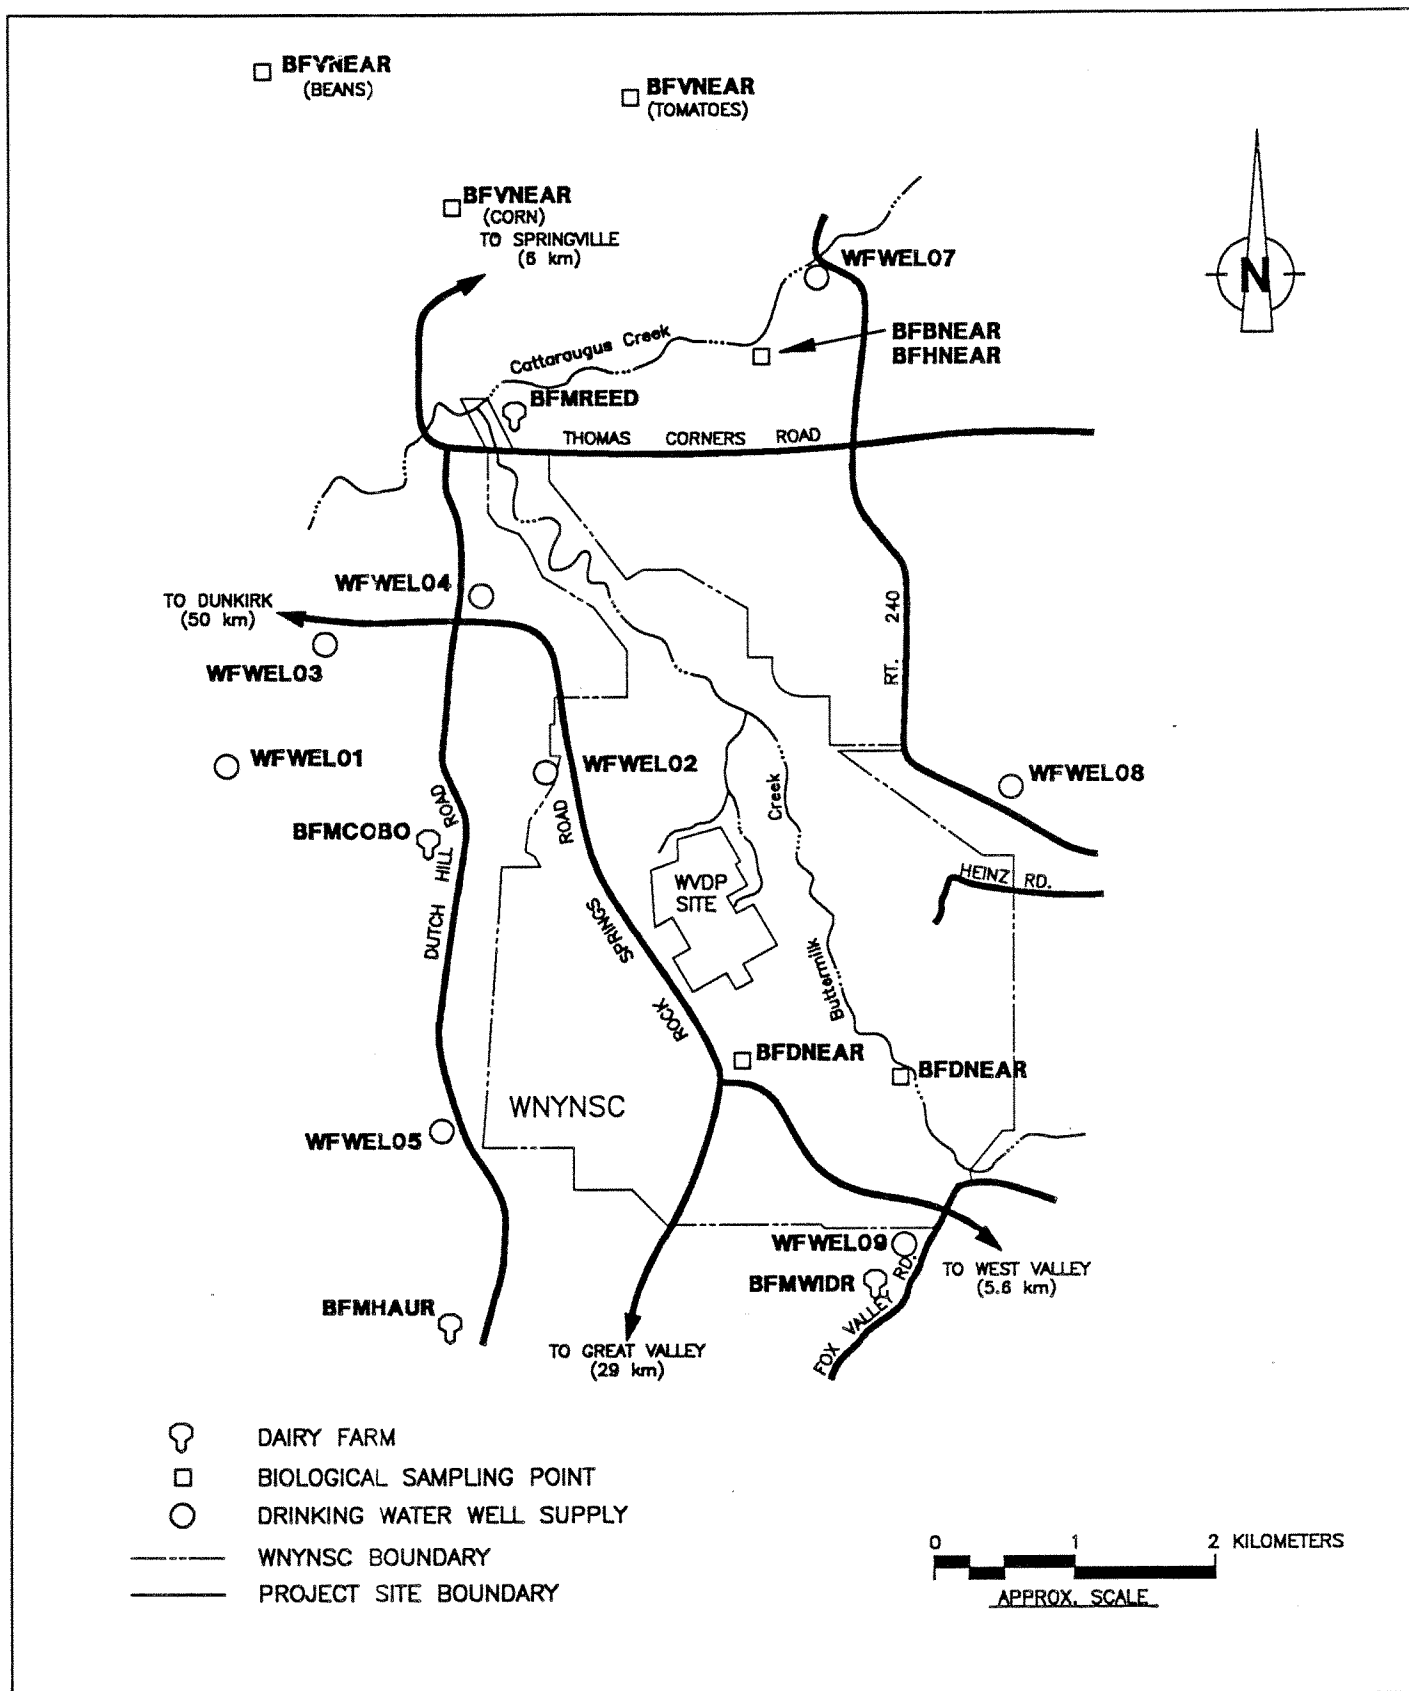 BFVNEAR
(BEANS)
BFVNEAR
(TOMATOES)
BFVNEAR
(CORN)
TO SPRINGVILLE
(6 km)
WFWEL07
N
BFBNEAR
BFHNEAR
Cattaraugus Creek
BFMREED
THOMAS CORNERS ROAD
WFWEL04
TO DUNKIRK
(50 km)
RT. 240
WFWEL03
WFWEL01
WFWEL02
WFWEL08
BFMCOBO
DUTCH HILL ROAD
ROCK SPRINGS ROAD
Buttermilk Creek
WVDP
SITE
HEINZ RD.
BFDNEAR
BFDNEAR
WNYNSC
WFWEL05
WFWEL09
BFMWIDR
TO WEST VALLEY
(5.6 km)
FOX VALLEY RD.
BFMHAUR
TO GREAT VALLEY
(29 km)
DAIRY FARM
BIOLOGICAL SAMPLING POINT
DRINKING WATER WELL SUPPLY
WNYNSC BOUNDARY
PROJECT SITE BOUNDARY
0 1 2 KILOMETERS
APPROX. SCALE